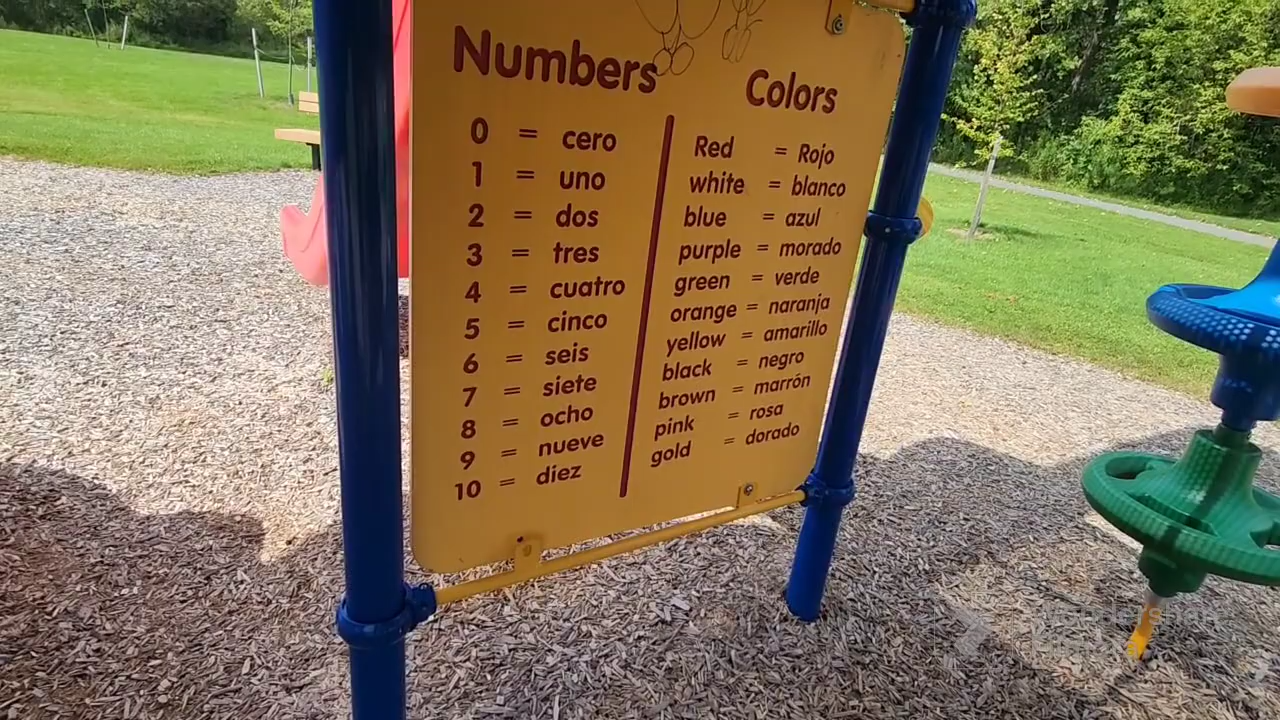 Numbers
0 = cero
1 = uno
2 = dos
3 = tres
4 = cuatro
5 = cinco
6 = seis
7 = siete
8 = ocho
9 = nueve
10 = diez
Colors
Red = Rojo
white = blanco
blue = azul
purple = morado
green = verde
orange = naranja
yellow = amarillo
black = negro
brown = marrón
pink = rosa
gold = dorado